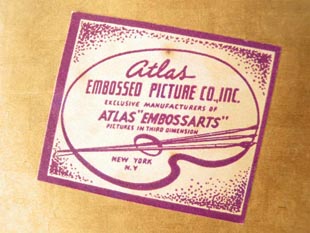 Atlas
EMBOSSED PICTURE CO., INC.
EXCLUSIVE MANUFACTURERS OF
ATLAS "EMBOSSARTS"
PICTURES IN THIRD DIMENSION
NEW YORK
N.Y